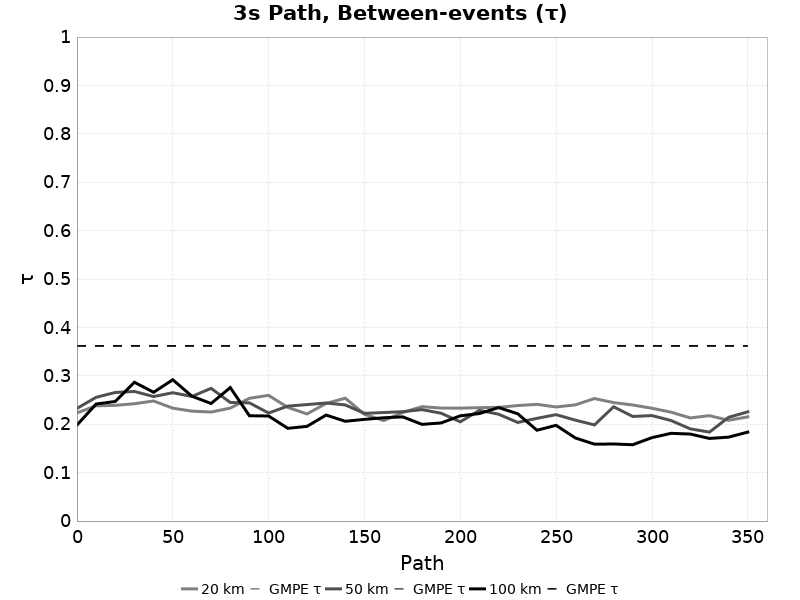 3s Path, Between-events (τ)
1
0.9
0.8
0.7
0.6
0.5
0.4
0.3
0.2
0.1
0
τ
0 50 100 150 200 250 300 350
Path
20 km GMPE τ 50 km GMPE τ 100 km GMPE τ